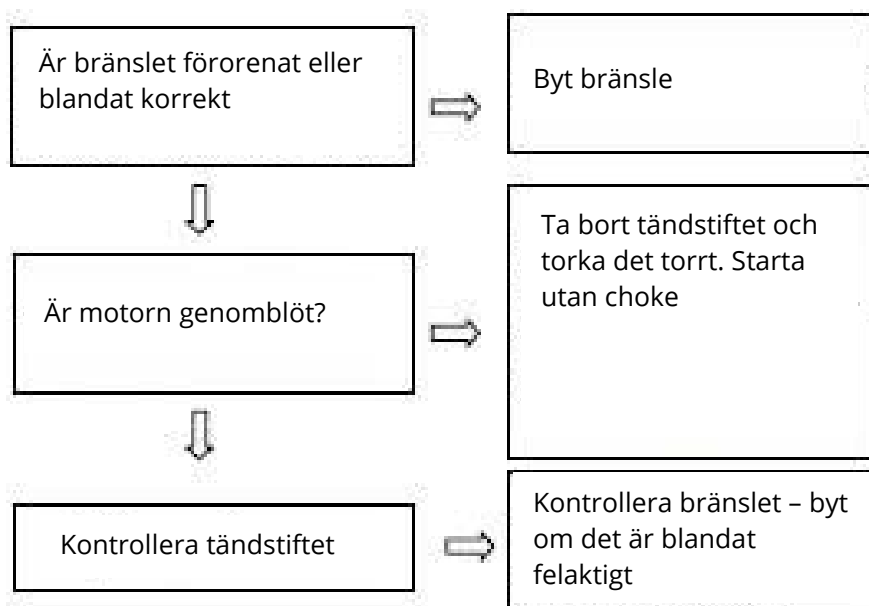 Är bränslet förorenat eller
blandat korrekt
Byt bränsle
Är motorn genomblöt?
Ta bort tändstiftet och
torka det torrt. Starta
utan choke
Kontrollera tändstiftet
Kontrollera bränslet – byt
om det är blandat
felaktigt